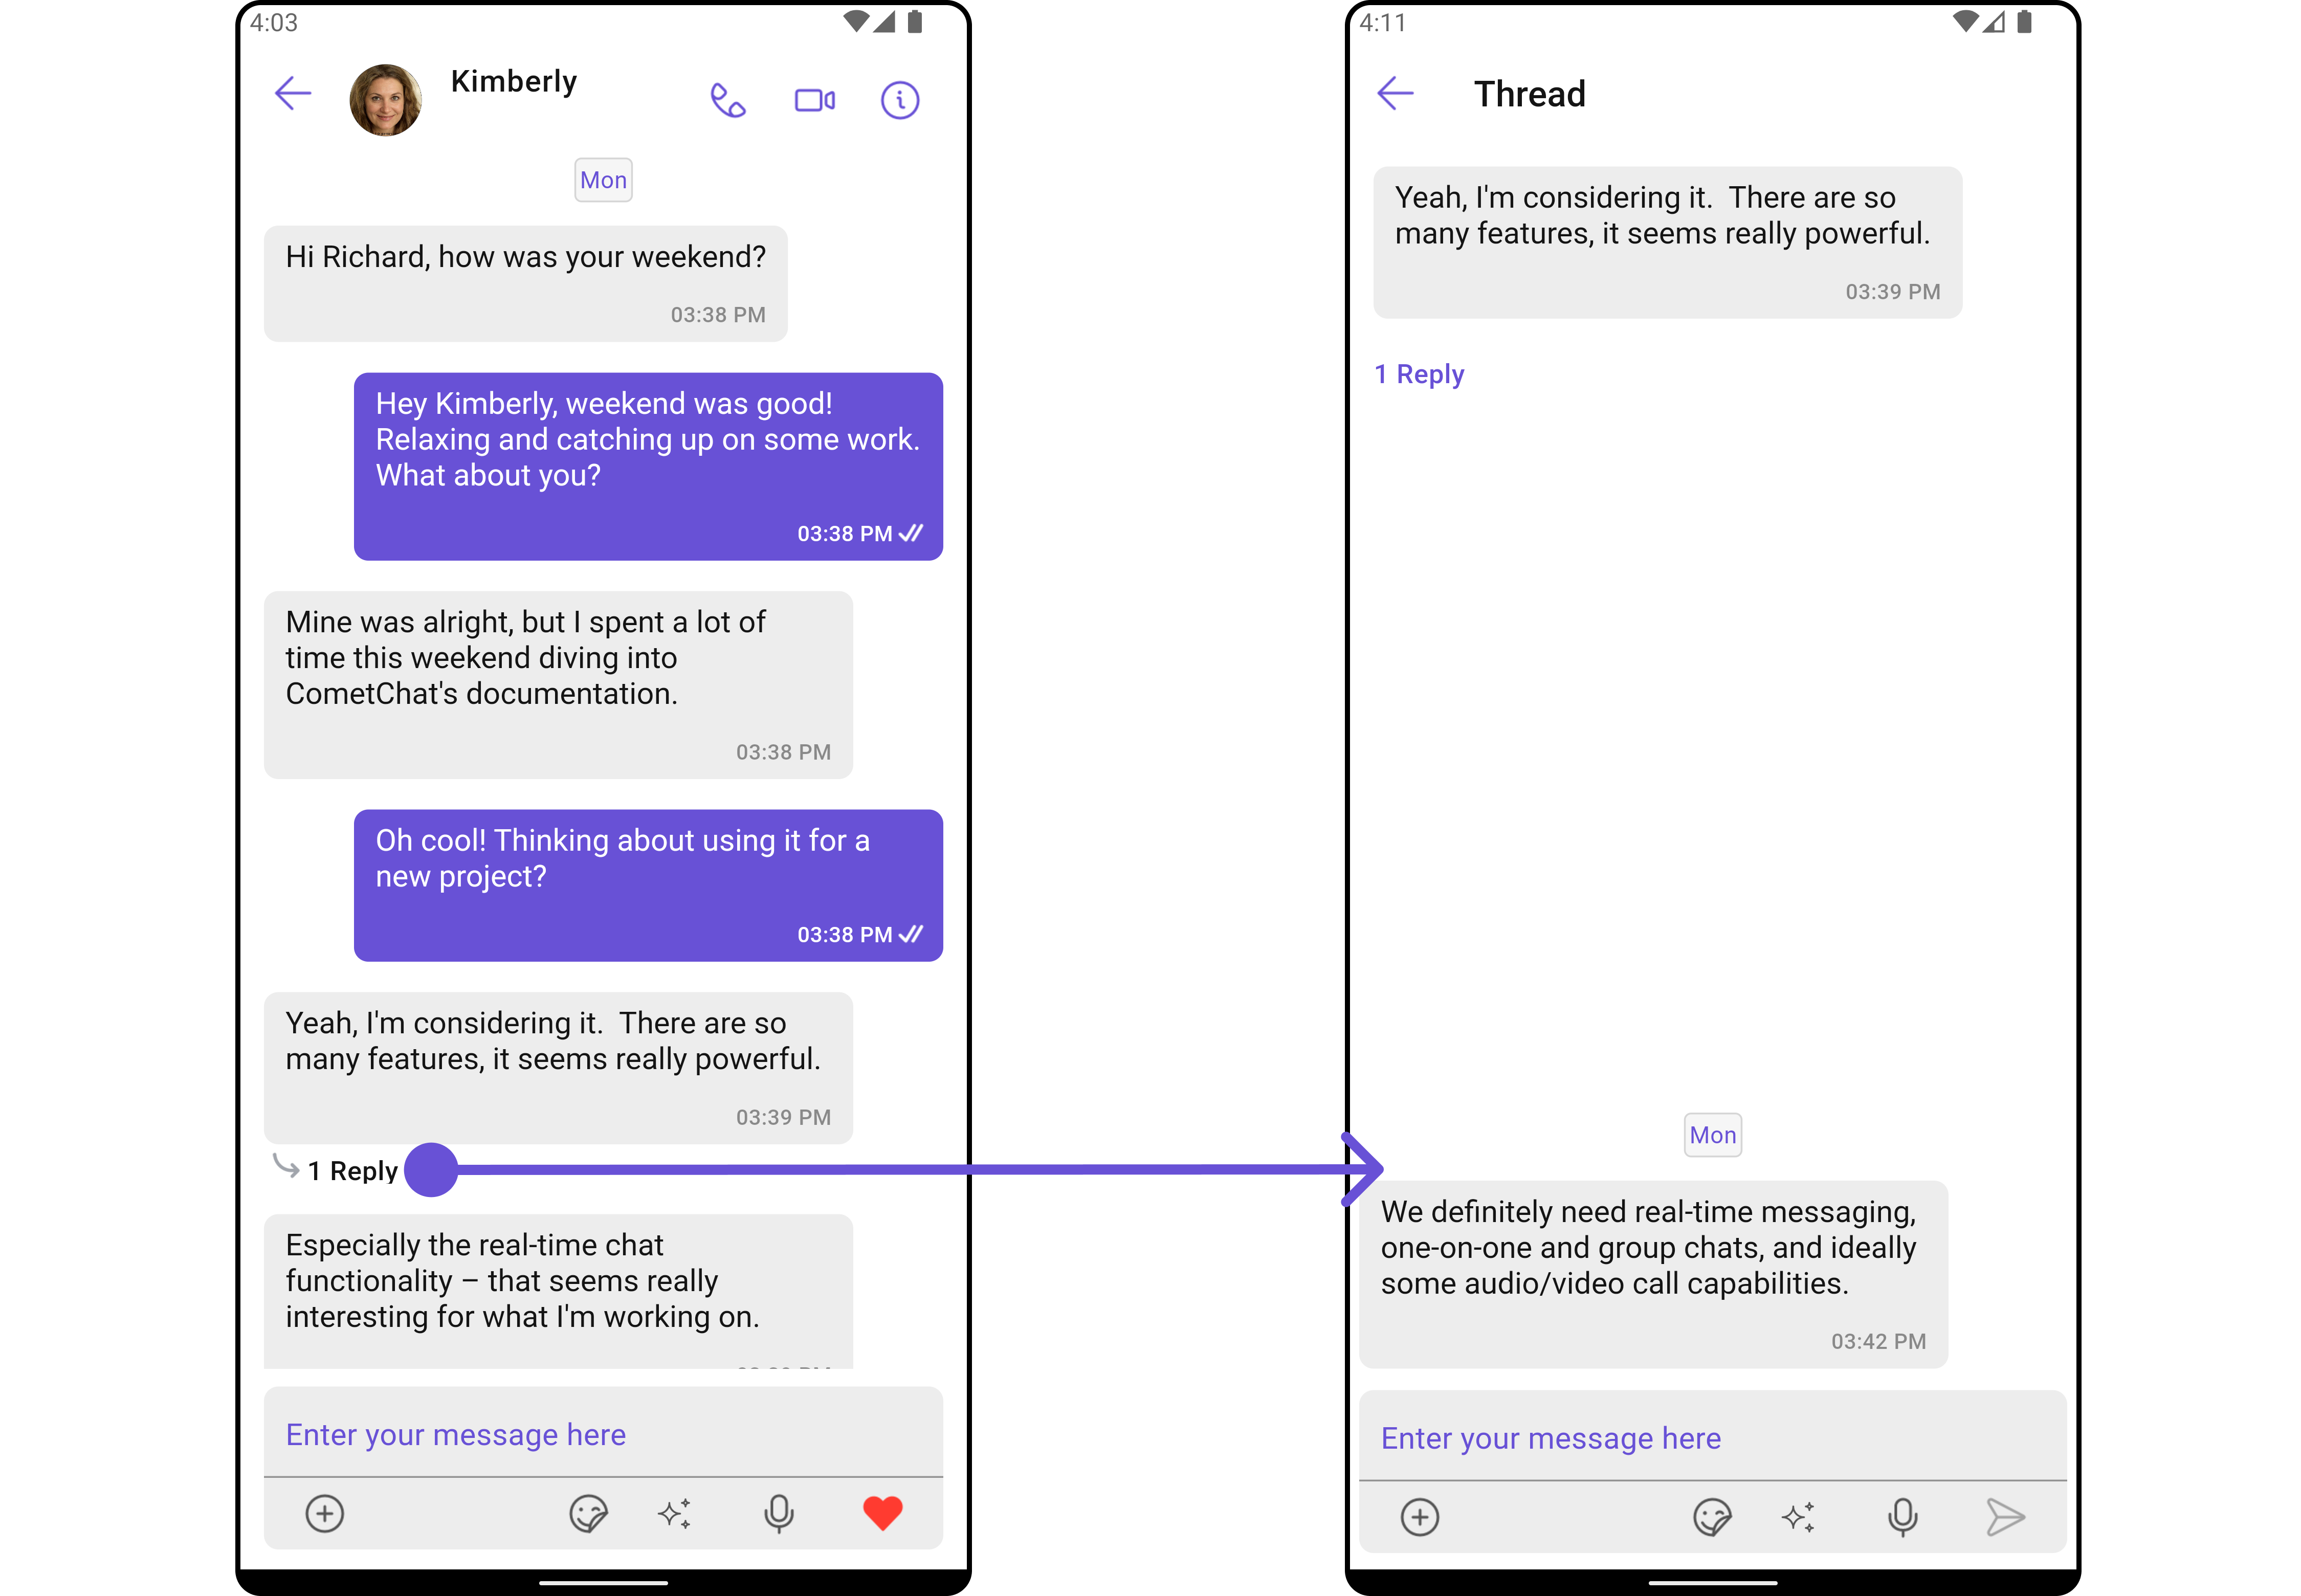 4:03
Kimberly
Mon
Hi Richard, how was your weekend?
03:38 PM
Hey Kimberly, weekend was good!
Relaxing and catching up on some work.
What about you?
03:38 PM
Mine was alright, but I spent a lot of
time this weekend diving into
CometChat's documentation.
03:38 PM
Oh cool! Thinking about using it for a
new project?
03:38 PM
Yeah, I'm considering it.  There are so
many features, it seems really powerful.
03:39 PM
1 Reply
Especially the real-time chat
functionality – that seems really
interesting for what I'm working on.
Enter your message here
4:11
Thread
Yeah, I'm considering it.  There are so
many features, it seems really powerful.
03:39 PM
1 Reply
Mon
We definitely need real-time messaging,
one-on-one and group chats, and ideally
some audio/video call capabilities.
03:42 PM
Enter your message here